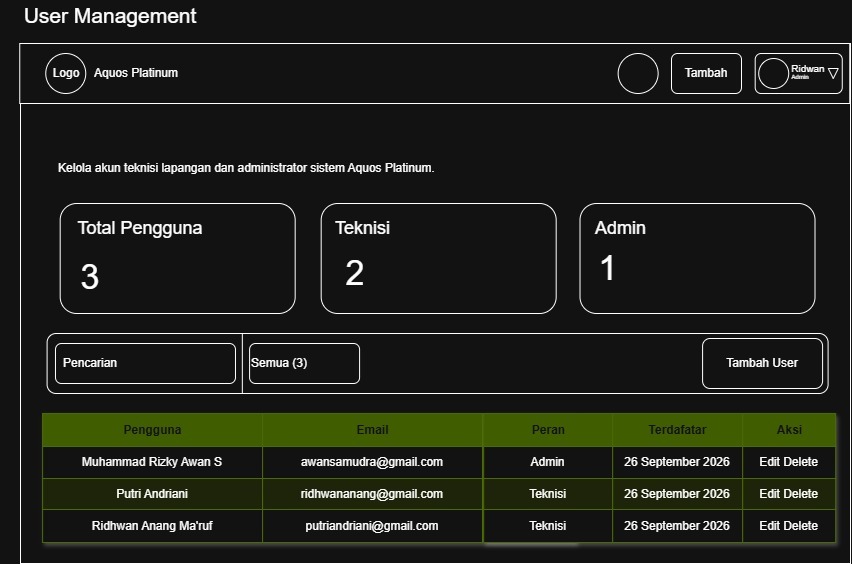 User Management
Logo Aquos Platinum Tambah Ridwan
Admin
Kelola akun teknisi lapangan dan administrator sistem Aquos Platinum.
Total Pengguna Teknisi Admin
3 2 1
Pencarian Semua (3) Tambah User
Pengguna Email Peran Terdafatar Aksi
Muhammad Rizky Awan S awansamudra@gmail.com Admin 26 September 2026 Edit Delete
Putri Andriani ridhwananang@gmail.com Teknisi 26 September 2026 Edit Delete
Ridhwan Anang Ma'ruf putriandriani@gmail.com Teknisi 26 September 2026 Edit Delete